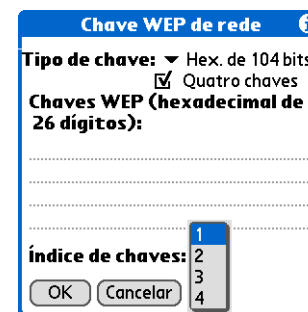 Chave WEP de rede
Tipo de chave: Hex. de 104 bits
Quatro chaves
Chaves WEP (hexadecimal de
26 dígitos):
Índice de chaves:
1
2
3
4
OK Cancelar